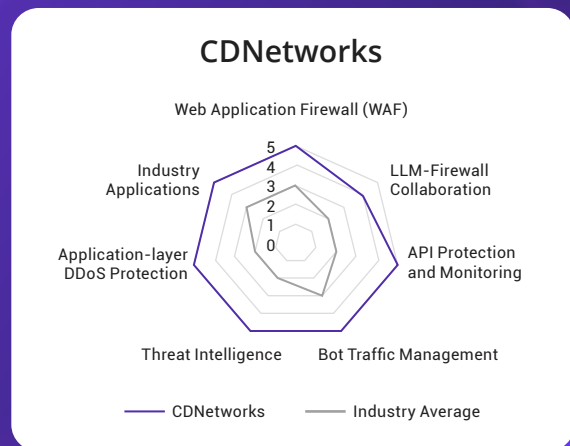 CDNetworks
Web Application Firewall (WAF)
5
4
3
2
1
0
LLM-Firewall
Collaboration
API Protection
and Monitoring
Bot Traffic Management
Threat Intelligence
Application-layer
DDoS Protection
Industry
Applications
CDNetworks
Industry Average